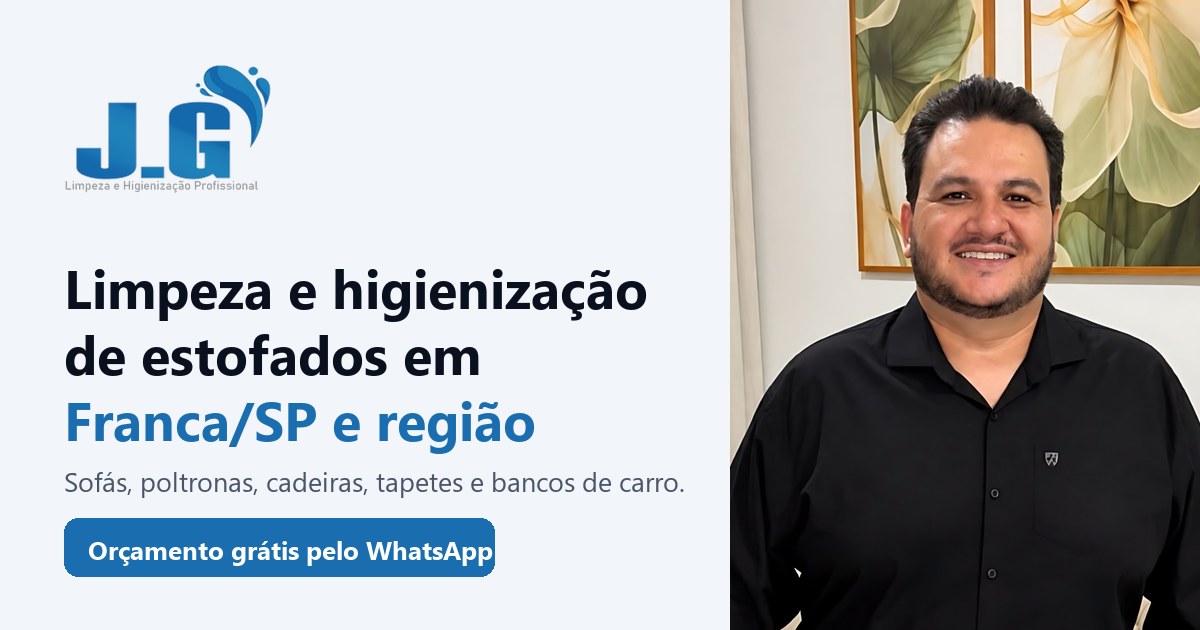 J.G
Limpeza e Higienização Profissional
Limpeza e higienização
de estofados em
Franca/SP e região
Sofás, poltronas, cadeiras, tapetes e bancos de carro.
Orçamento grátis pelo WhatsApp